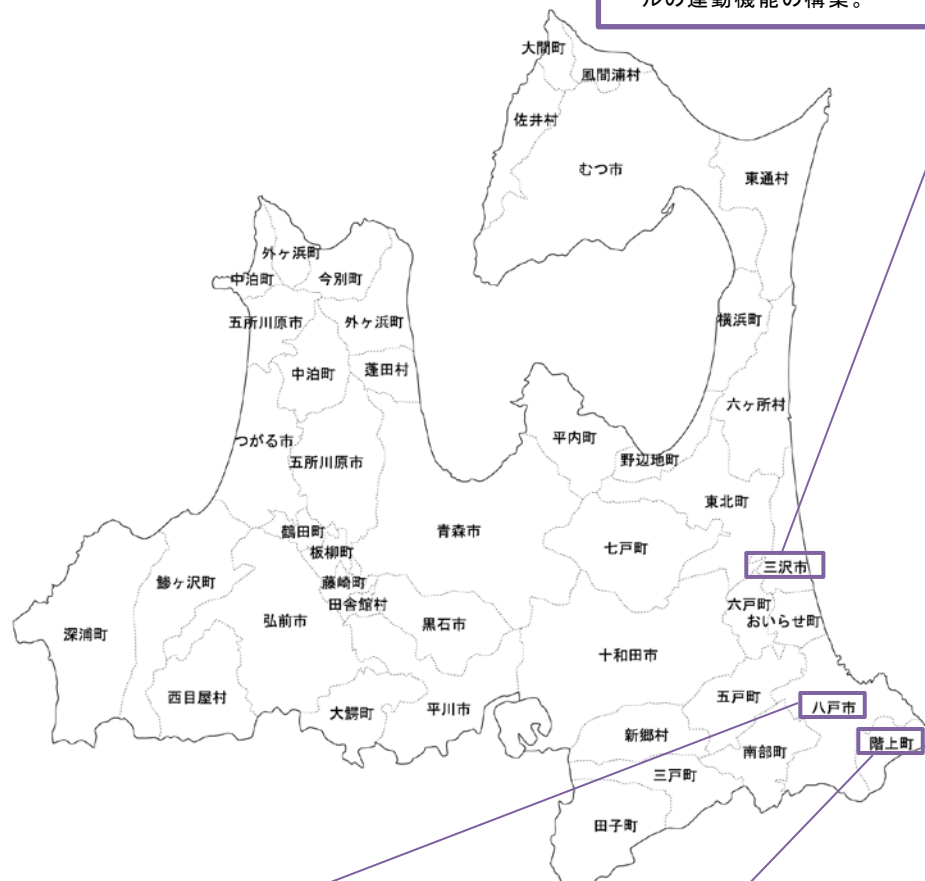 ルの連動機能の構築。
大間町
風間浦村
佐井村
むつ市
東通村
外ヶ浜町
中泊町
今別町
五所川原市
外ヶ浜町
横浜町
中泊町
蓬田村
六ヶ所村
つがる市
平内町
五所川原市
野辺地町
東北町
青森市
鶴田町
七戸町
板柳町
三沢市
鰺ヶ沢町
藤崎町
田舎館村
六戸町
弘前市
黒石市
おいらせ町
深浦町
十和田市
西目屋村
五戸町
大鰐町
平川市
八戸市
新郷村
階上町
南部町
三戸町
田子町